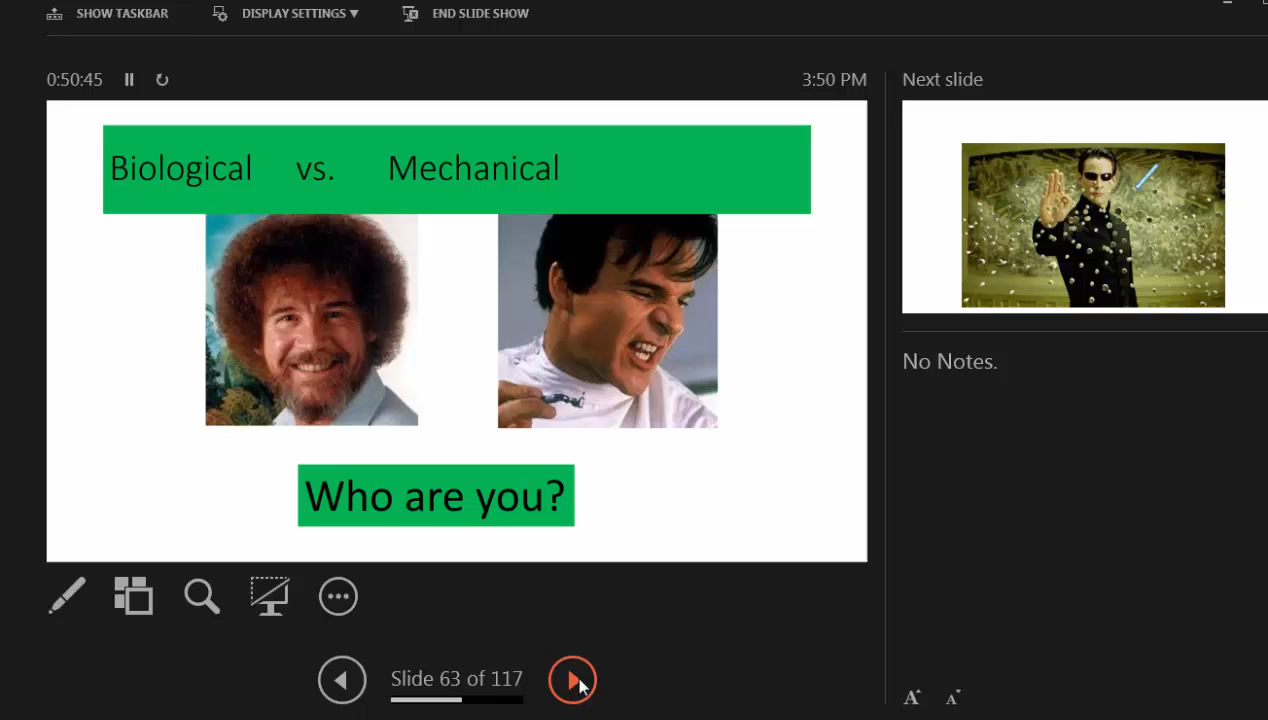 SHOW TASKBAR DISPLAY SETTINGS ▼ END SLIDE SHOW
0:50:45 3:50 PM Next slide
Biological vs. Mechanical
No Notes.
Who are you?
Slide 63 of 117
A A